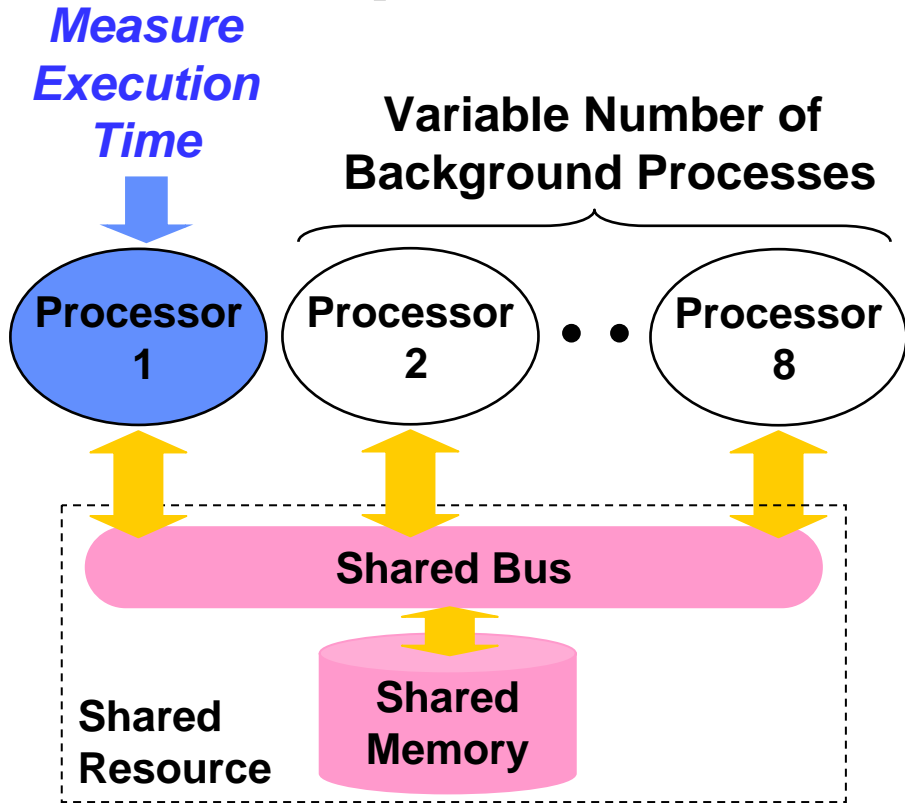 Measure
Execution
Time
Variable Number of
Background Processes
Processor
1
Processor
2
Processor
8
Shared Bus
Shared
Memory
Shared
Resource